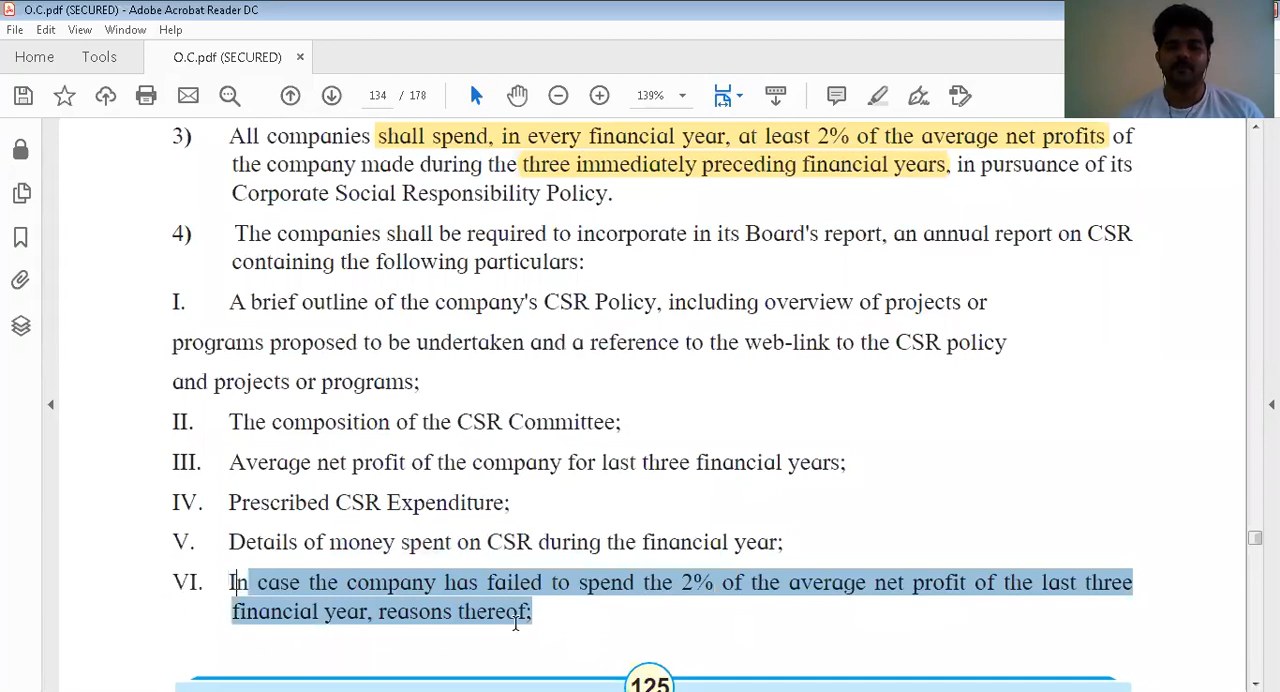 O.C.pdf (SECURED) - Adobe Acrobat Reader DC
File Edit View Window Help
Home Tools O.C.pdf (SECURED) ×
134 / 178 139%
3) All companies shall spend, in every financial year, at least 2% of the average net profits of
the company made during the three immediately preceding financial years, in pursuance of its
Corporate Social Responsibility Policy.
4) The companies shall be required to incorporate in its Board's report, an annual report on CSR
containing the following particulars:
I. A brief outline of the company's CSR Policy, including overview of projects or
programs proposed to be undertaken and a reference to the web-link to the CSR policy
and projects or programs;
II. The composition of the CSR Committee;
III. Average net profit of the company for last three financial years;
IV. Prescribed CSR Expenditure;
V. Details of money spent on CSR during the financial year;
VI. In case the company has failed to spend the 2% of the average net profit of the last three
financial year, reasons thereof;
125